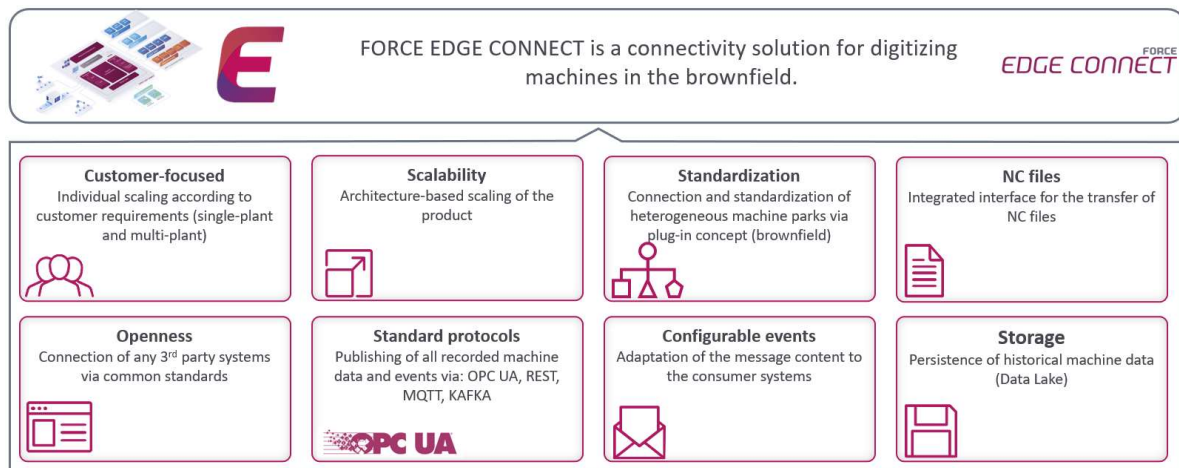 FORCE EDGE CONNECT is a connectivity solution for digitizing
machines in the brownfield.
FORCE
EDGE CONNECT
Customer-focused
Individual scaling according to
customer requirements (single-plant
and multi-plant)
Scalability
Architecture-based scaling of the
product
Standardization
Connection and standardization of
heterogeneous machine parks via
plug-in concept (brownfield)
NC files
Integrated interface for the transfer of
NC files
Openness
Connection of any 3rd party systems
via common standards
Standard protocols
Publishing of all recorded machine
data and events via: OPC UA, REST,
MQTT, KAFKA
OPC UA
Configurable events
Adaptation of the message content to
the consumer systems
Storage
Persistence of historical machine data
(Data Lake)